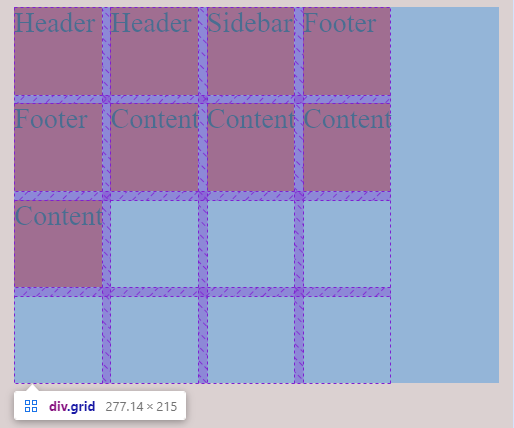 Header Header Sidebar Footer
Footer Content Content Content
Content
div.grid 277.14 × 215